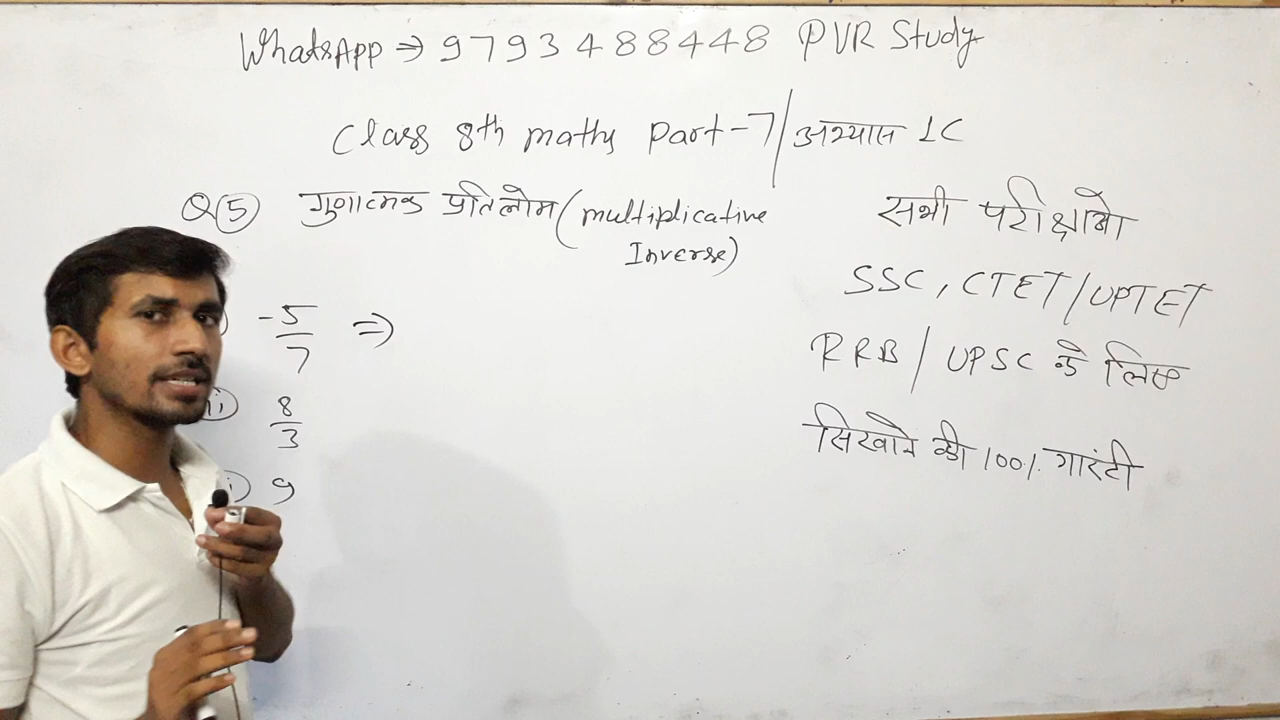 WhatsApp ⇒ 9793488448 PVR Study
Class 8th maths Part-7/अभ्यास 1C
Q5 गुणात्मक प्रतिलोम (multiplicative
Inverse)
) -5/7 ⇒
ii) 8/3
i) 9
सभी परीक्षाओ
SSC, CTET/UPTET
RRB/UPSC के लिए
सिखाने की 100% गारंटी